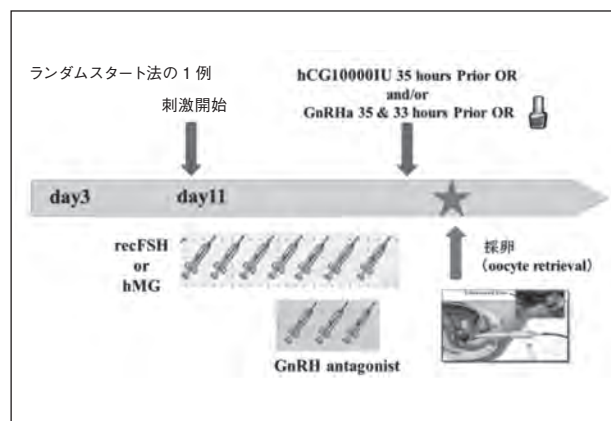 ランダムスタート法の1例
刺激開始
hCG10000IU 35 hours Prior OR
and/or
GnRHa 35 & 33 hours Prior OR
day3
day11
recFSH
or
hMG
GnRH antagonist
採卵
(oocyte retrieval)